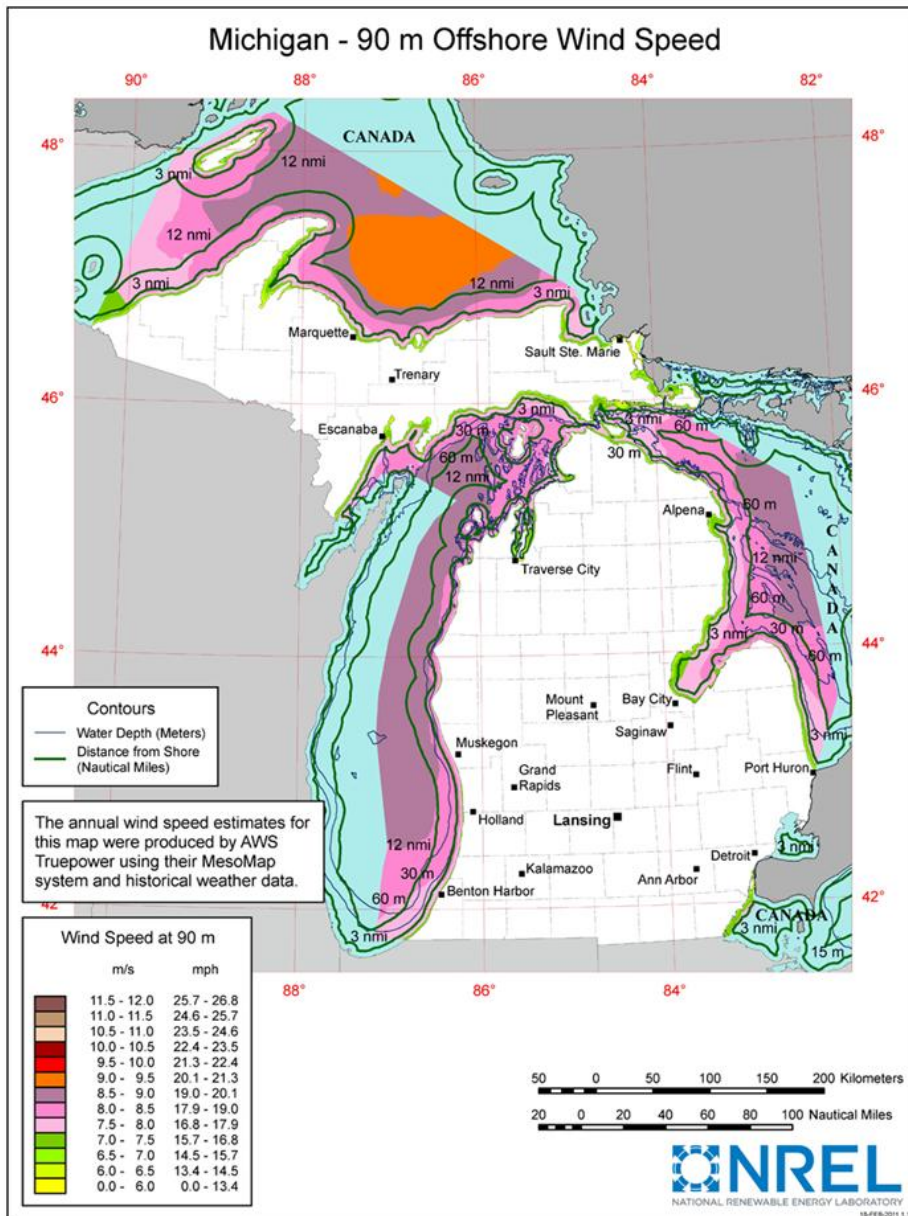 Michigan - 90 m Offshore Wind Speed
90° 88° 86° 84° 82°
48°
CANADA
48°
12 nmi
3 nmi
12 nmi
12 nmi
3 nmi
3 nmi
Marquette
Sault Ste. Marie
Trenary
46°
46°
3 nmi
3 nmi
60 m
Escanaba
30 m
30 m
60 m
12 nmi
60 m
Alpena
CANADA
12 nmi
Traverse City
60 m
44°
3 nmi
30 m
44°
60 m
Contours
Water Depth (Meters)
Distance from Shore
(Nautical Miles)
Mount
Pleasant
Bay City
Saginaw
3 nmi
Muskegon
Grand
Rapids
Flint
Port Huron
Holland
Lansing
The annual wind speed estimates for
this map were produced by AWS
Truepower using their MesoMap
system and historical weather data.
12 nmi
3 nmi
Detroit
30 m
Kalamazoo
Ann Arbor
60 m
Benton Harbor
42°
42°
CANADA
3 nmi
3 nmi
15 m
88° 86° 84°
Wind Speed at 90 m
m/s mph
11.5 - 12.0 25.7 - 26.8
11.0 - 11.5 24.6 - 25.7
10.5 - 11.0 23.5 - 24.6
10.0 - 10.5 22.4 - 23.5
9.5 - 10.0 21.3 - 22.4
9.0 - 9.5 20.1 - 21.3
8.5 - 9.0 19.0 - 20.1
8.0 - 8.5 17.9 - 19.0
7.5 - 8.0 16.8 - 17.9
7.0 - 7.5 15.7 - 16.8
6.5 - 7.0 14.5 - 15.7
6.0 - 6.5 13.4 - 14.5
0.0 - 6.0 0.0 - 13.4
50 0 50 100 150 200 Kilometers
20 0 20 40 60 80 100 Nautical Miles
NREL
NATIONAL RENEWABLE ENERGY LABORATORY